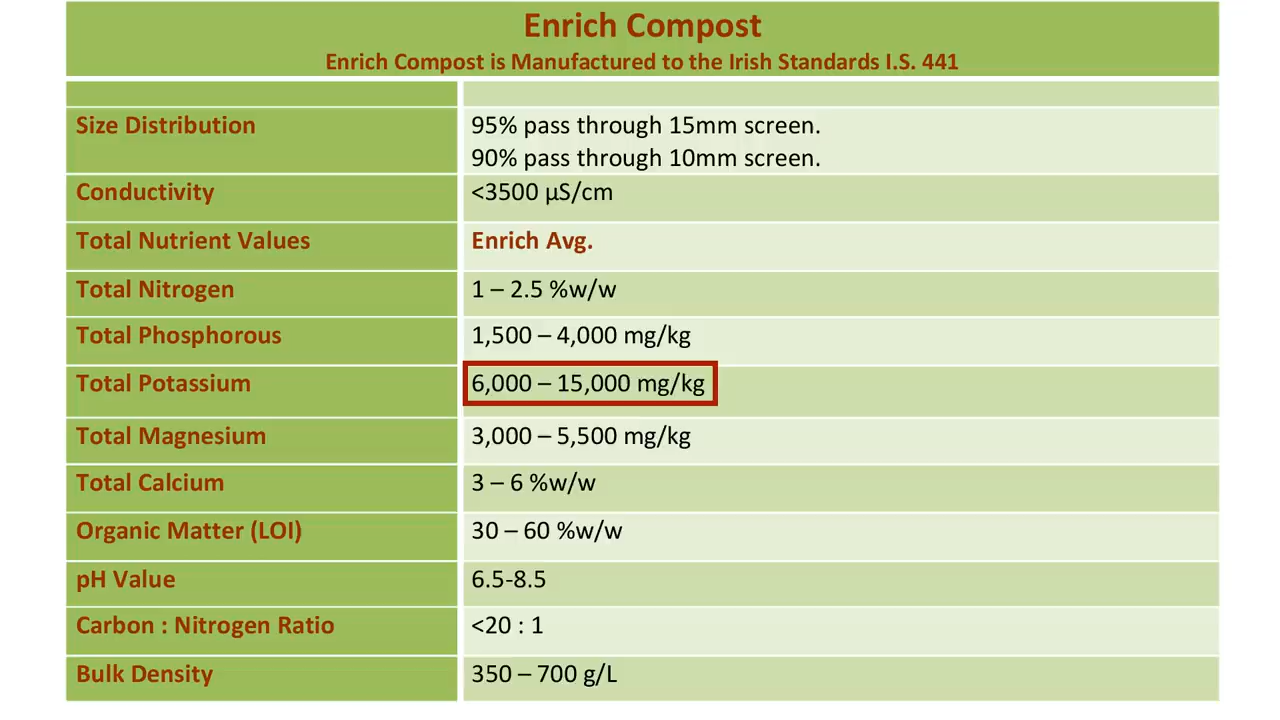 Enrich Compost
Enrich Compost is Manufactured to the Irish Standards I.S. 441
Size Distribution
95% pass through 15mm screen.
90% pass through 10mm screen.
Conductivity
<3500 μS/cm
Total Nutrient Values
Enrich Avg.
Total Nitrogen
1 – 2.5 %w/w
Total Phosphorous
1,500 – 4,000 mg/kg
Total Potassium
6,000 – 15,000 mg/kg
Total Magnesium
3,000 – 5,500 mg/kg
Total Calcium
3 – 6 %w/w
Organic Matter (LOI)
30 – 60 %w/w
pH Value
6.5-8.5
Carbon : Nitrogen Ratio
<20 : 1
Bulk Density
350 – 700 g/L